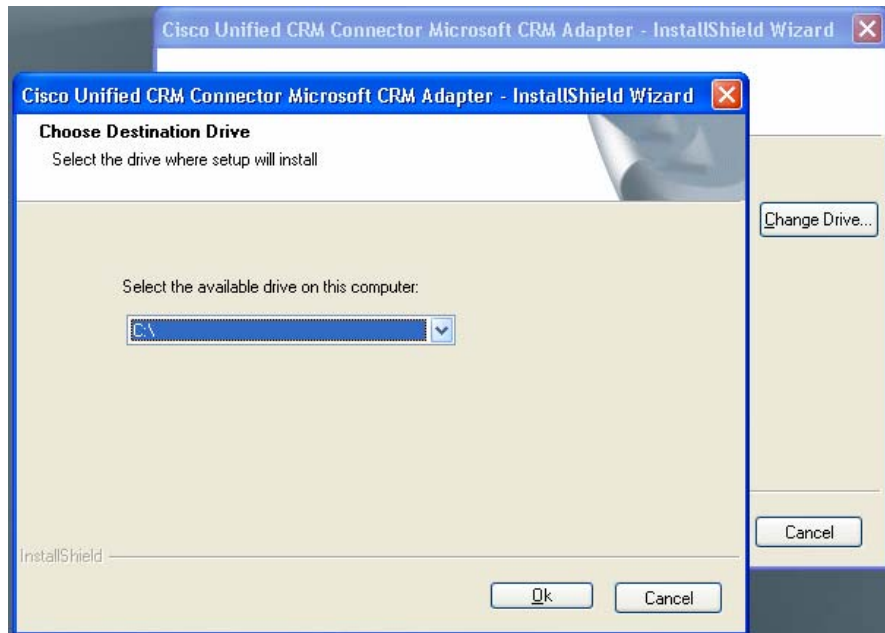 Cisco Unified CRM Connector Microsoft CRM Adapter - InstallShield Wizard
Cisco Unified CRM Connector Microsoft CRM Adapter - InstallShield Wizard
Choose Destination Drive
Select the drive where setup will install
Change Drive...
Select the available drive on this computer:
C:\
Cancel
InstallShield
Ok
Cancel